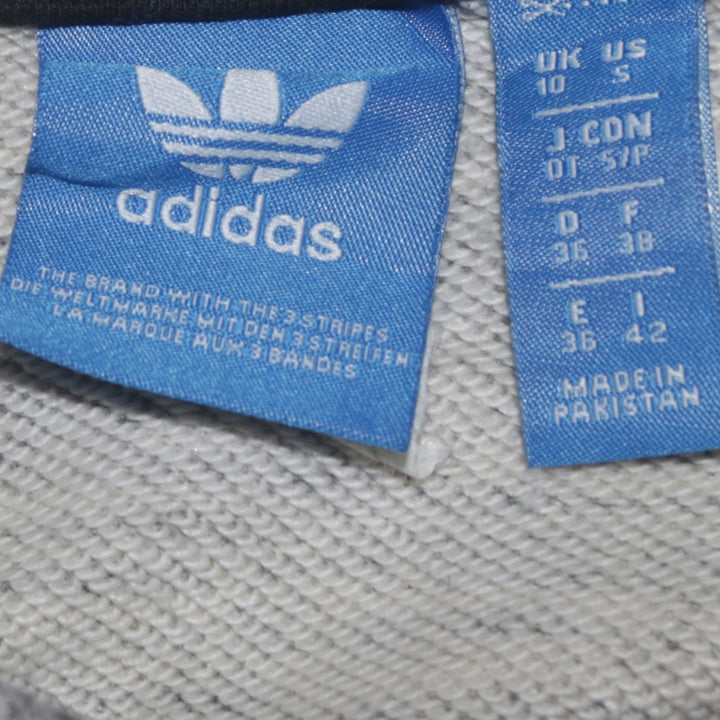 adidas
THE BRAND WITH THE 3 STRIPES
DIE WELTMARKE MIT DEN 3 STREIFEN
LA MARQUE AUX 3 BANDES
UK US
10 S
J CDN
OT S/P
D F
36 38
E I
36 42
MADE IN
PAKISTAN